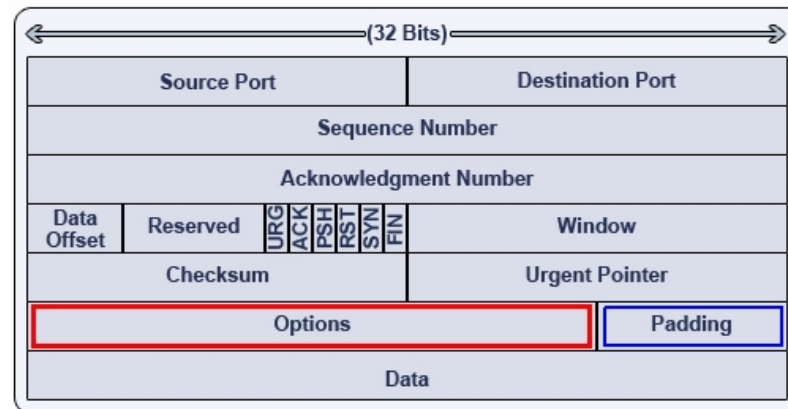 (32 Bits)
Source Port Destination Port
Sequence Number
Acknowledgment Number
Data Offset Reserved URG ACK PSH RST SYN FIN Window
Checksum Urgent Pointer
Options Padding
Data